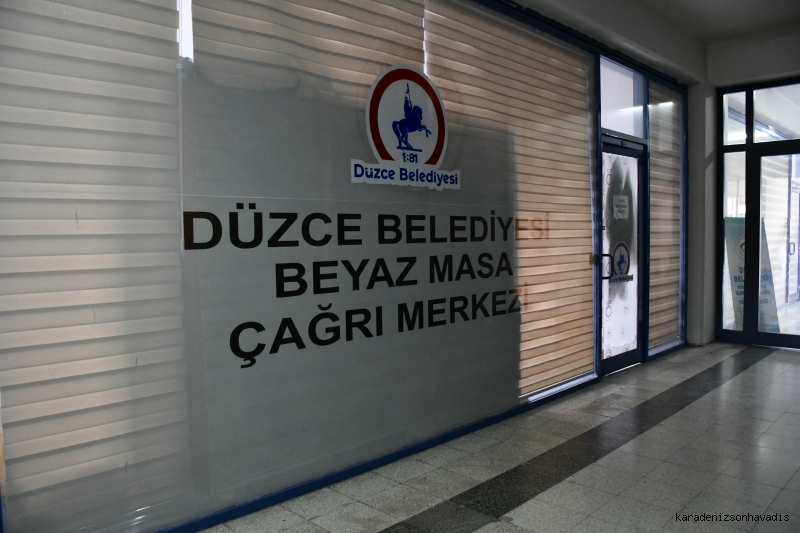 1:81
Düzce Belediyesi
DÜZCE BELEDİYESİ
BEYAZ MASA
ÇAĞRI MERKEZİ
karadenizsonhavadis